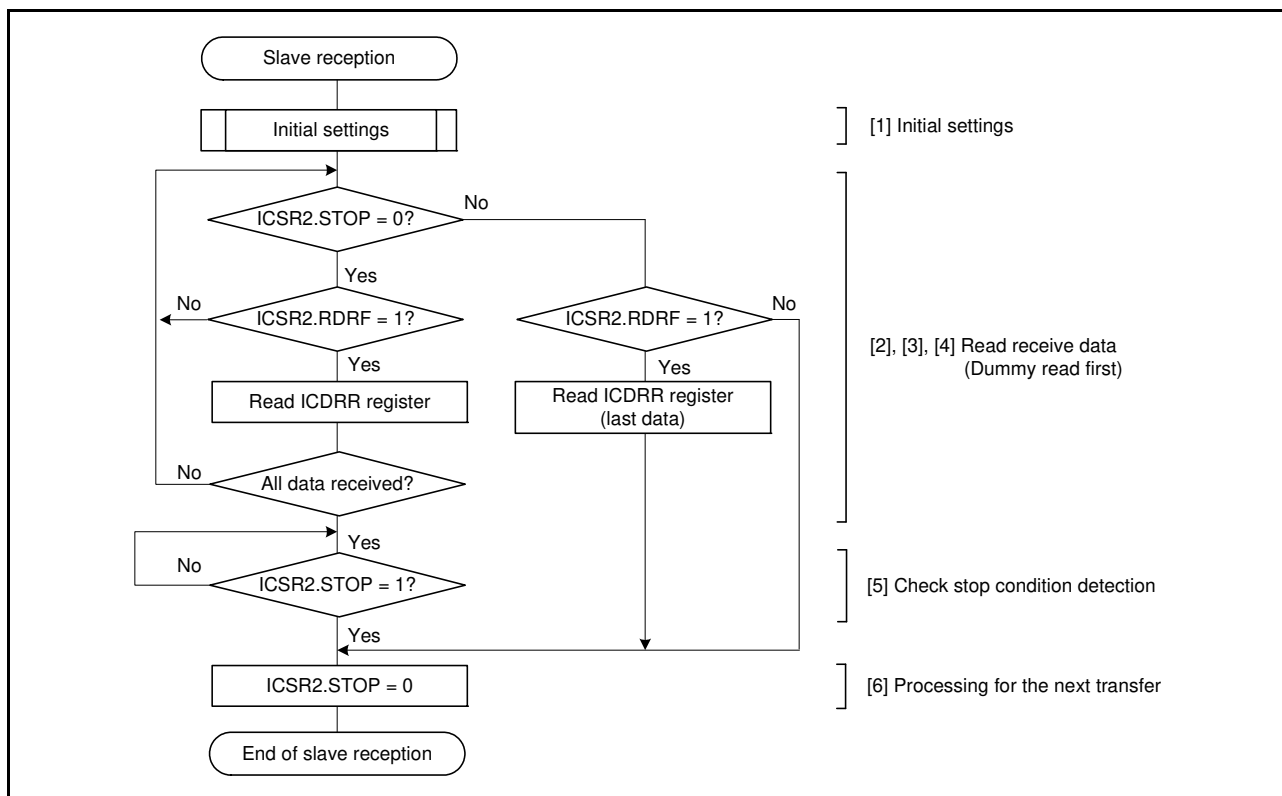 Slave reception
Initial settings
[1] Initial settings
ICSR2.STOP = 0?
No
Yes
No
ICSR2.RDRF = 1?
ICSR2.RDRF = 1?
No
[2], [3], [4] Read receive data
(Dummy read first)
Yes
Yes
Read ICDRR register
Read ICDRR register
(last data)
No
All data received?
Yes
No
ICSR2.STOP = 1?
[5] Check stop condition detection
Yes
ICSR2.STOP = 0
[6] Processing for the next transfer
End of slave reception